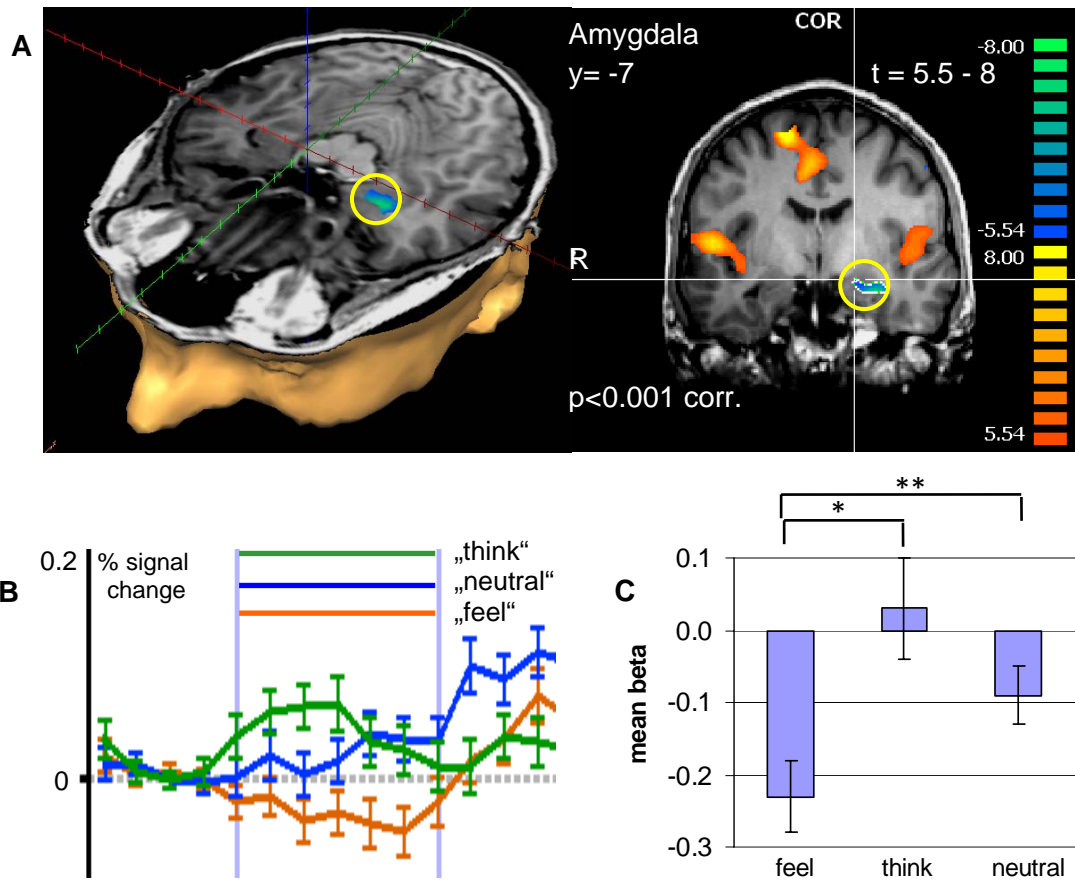 A
Amygdala
y= -7
COR
t = 5.5 - 8
-8.00
-5.54
8.00
5.54
R
p<0.001 corr.
B
0.2
% signal
change
0
„think“
„neutral“
„feel“
C
*
**
mean beta
0.1
0.0
-0.1
-0.2
-0.3
feel think neutral